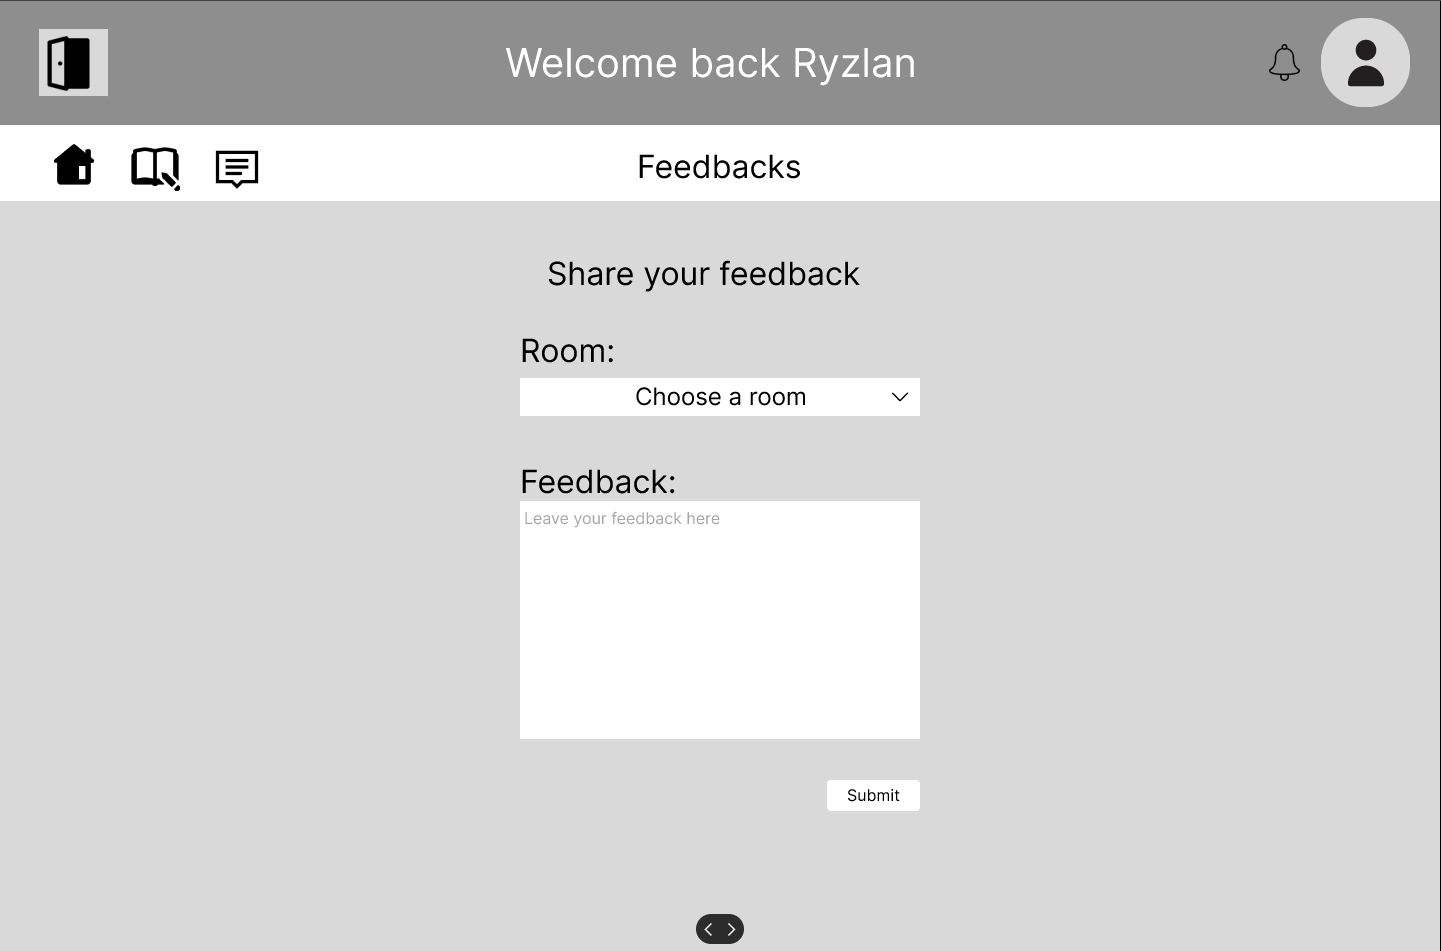 Welcome back Ryzlan
Feedbacks
Share your feedback
Room:
Choose a room
Feedback:
Leave your feedback here
Submit